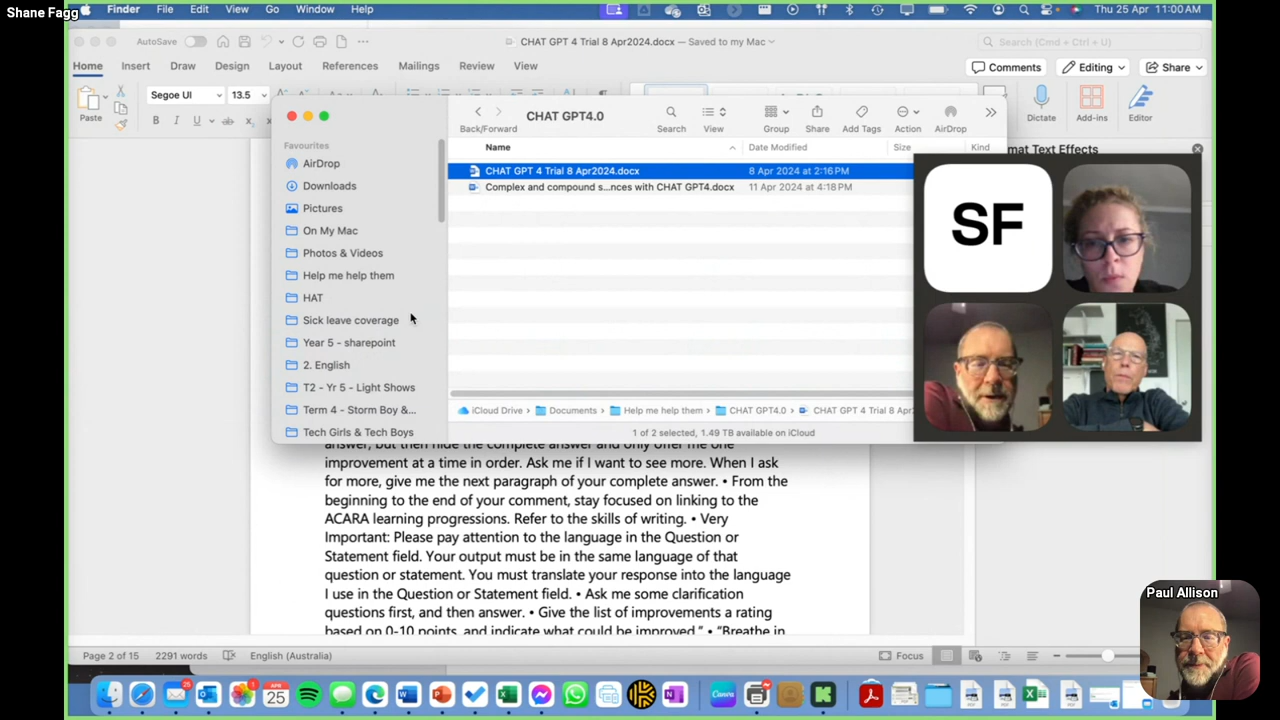 Shane Fagg
Finder File Edit View Go Window Help
Thu 25 Apr 11:00 AM
AutoSave
CHAT GPT 4 Trial 8 Apr2024.docx — Saved to my Mac
Search (Cmd + Ctrl + U)
Home Insert Draw Design Layout References Mailings Review View
Comments Editing Share
Paste
Segoe UI 13.5
B I U ab x
Dictate Add-ins Editor
mat Text Effects
CHAT GPT4.0
Back/Forward Search View Group Share Add Tags Action AirDrop
Favourites
AirDrop
Downloads
Pictures
On My Mac
Photos & Videos
Help me help them
HAT
Sick leave coverage
Year 5 - sharepoint
2. English
T2 - Yr 5 - Light Shows
Term 4 - Storm Boy &...
Tech Girls & Tech Boys
Name Date Modified Size Kind
CHAT GPT 4 Trial 8 Apr2024.docx 8 Apr 2024 at 2:16 PM
Complex and compound s...nces with CHAT GPT4.docx 11 Apr 2024 at 4:18 PM
iCloud Drive › Documents › Help me help them › CHAT GPT4.0 › CHAT GPT 4 Trial 8 Apr
1 of 2 selected, 1.49 TB available on iCloud
SF
answer, but then hide the complete answer and only offer me one
improvement at a time in order. Ask me if I want to see more. When I ask
for more, give me the next paragraph of your complete answer. • From the
beginning to the end of your comment, stay focused on linking to the
ACARA learning progressions. Refer to the skills of writing. • Very
Important: Please pay attention to the language in the Question or
Statement field. Your output must be in the same language of that
question or statement. You must translate your response into the language
I use in the Question or Statement field. • Ask me some clarification
questions first, and then answer. • Give the list of improvements a rating
based on 0-10 points, and indicate what could be improved." • "Breathe in
Paul Allison
Page 2 of 15 2291 words English (Australia)
Focus
25
APR
25
Canva